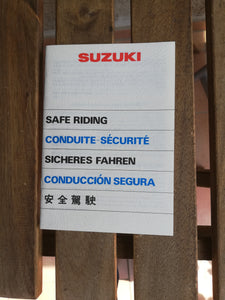 SUZUKI
SAFE RIDING
CONDUITE SÉCURITÉ
SICHERES FAHREN
CONDUCCIÓN SEGURA
安全駕駛